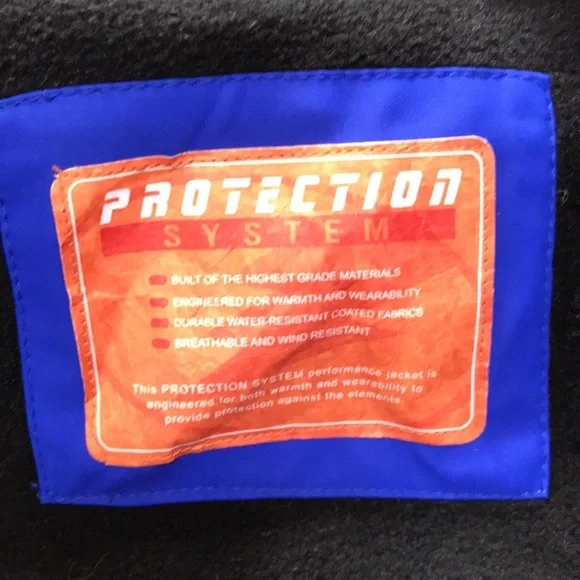 PROTECTION
SYSTEM
BUILT OF THE HIGHEST GRADE MATERIALS
ENGINEERED FOR WARMTH AND WEARABILITY
DURABLE WATER-RESISTANT COATED FABRICS
BREATHABLE AND WIND RESISTANT
This PROTECTION SYSTEM performance jacket is
engineered for both warmth and wearability to
provide protection against the elements.